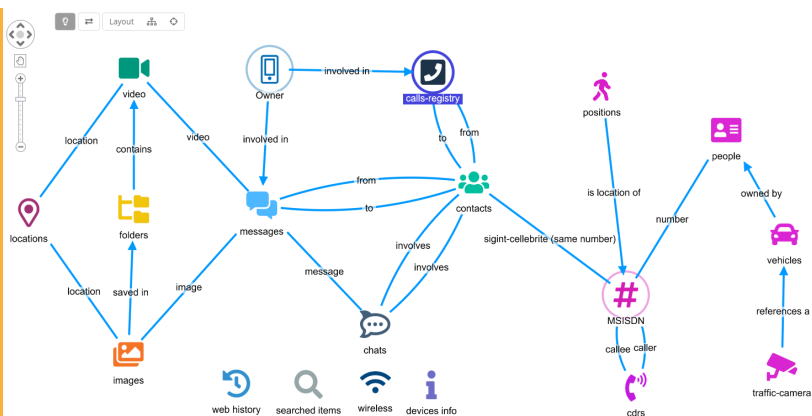 Layout
video
Owner
involved in
calls-registry
positions
people
location
contains
video
involved in
to
from
is location of
owned by
number
locations
folders
messages
from
to
contacts
sigint-cellebrite (same number)
vehicles
involves
involves
location
saved in
image
message
MSISDN
references a
callee
caller
images
chats
web history
searched items
wireless
devices info
cdrs
traffic-camera